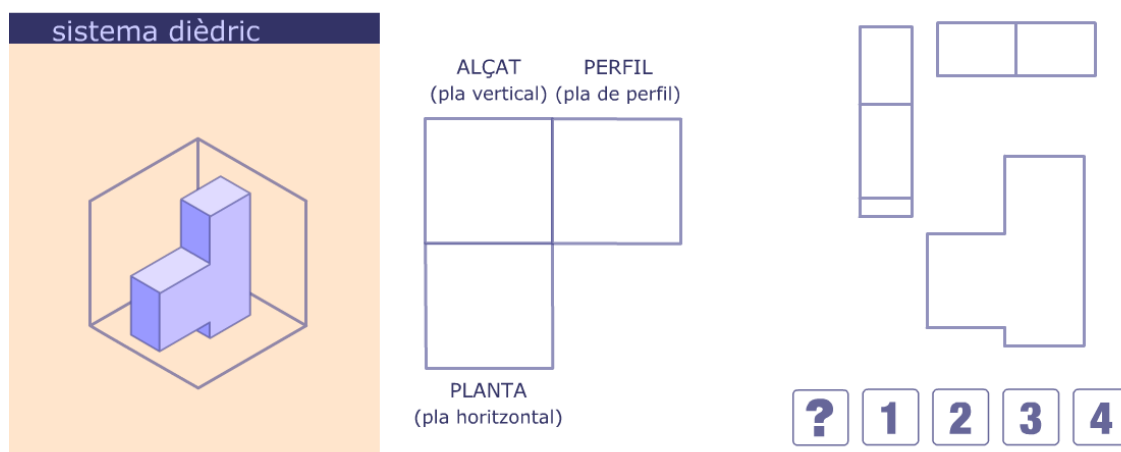 sistema dièdric
ALÇAT
(pla vertical)
PERFIL
(pla de perfil)
PLANTA
(pla horitzontal)
?
1
2
3
4